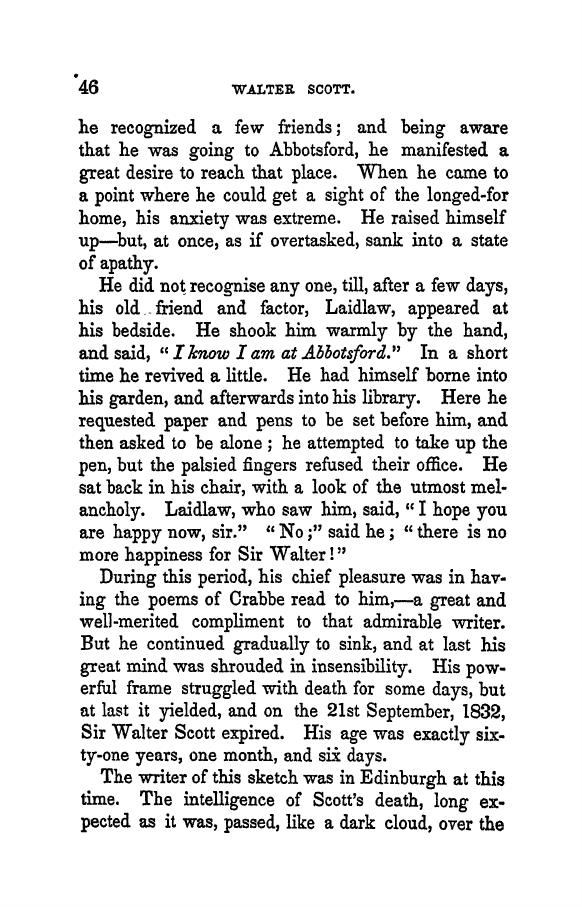 46 WALTER SCOTT.
he recognized a few friends; and being aware
that he was going to Abbotsford, he manifested a
great desire to reach that place. When he came to
a point where he could get a sight of the longed-for
home, his anxiety was extreme. He raised himself
up—but, at once, as if overtasked, sank into a state
of apathy.
He did not recognise any one, till, after a few days,
his old friend and factor, Laidlaw, appeared at
his bedside. He shook him warmly by the hand,
and said, "I know I am at Abbotsford." In a short
time he revived a little. He had himself borne into
his garden, and afterwards into his library. Here he
requested paper and pens to be set before him, and
then asked to be alone; he attempted to take up the
pen, but the palsied fingers refused their office. He
sat back in his chair, with a look of the utmost mel-
ancholy. Laidlaw, who saw him, said, "I hope you
are happy now, sir." "No;" said he; "there is no
more happiness for Sir Walter!"
During this period, his chief pleasure was in hav-
ing the poems of Crabbe read to him,—a great and
well-merited compliment to that admirable writer.
But he continued gradually to sink, and at last his
great mind was shrouded in insensibility. His pow-
erful frame struggled with death for some days, but
at last it yielded, and on the 21st September, 1832,
Sir Walter Scott expired. His age was exactly six-
ty-one years, one month, and six days.
The writer of this sketch was in Edinburgh at this
time. The intelligence of Scott's death, long ex-
pected as it was, passed, like a dark cloud, over the